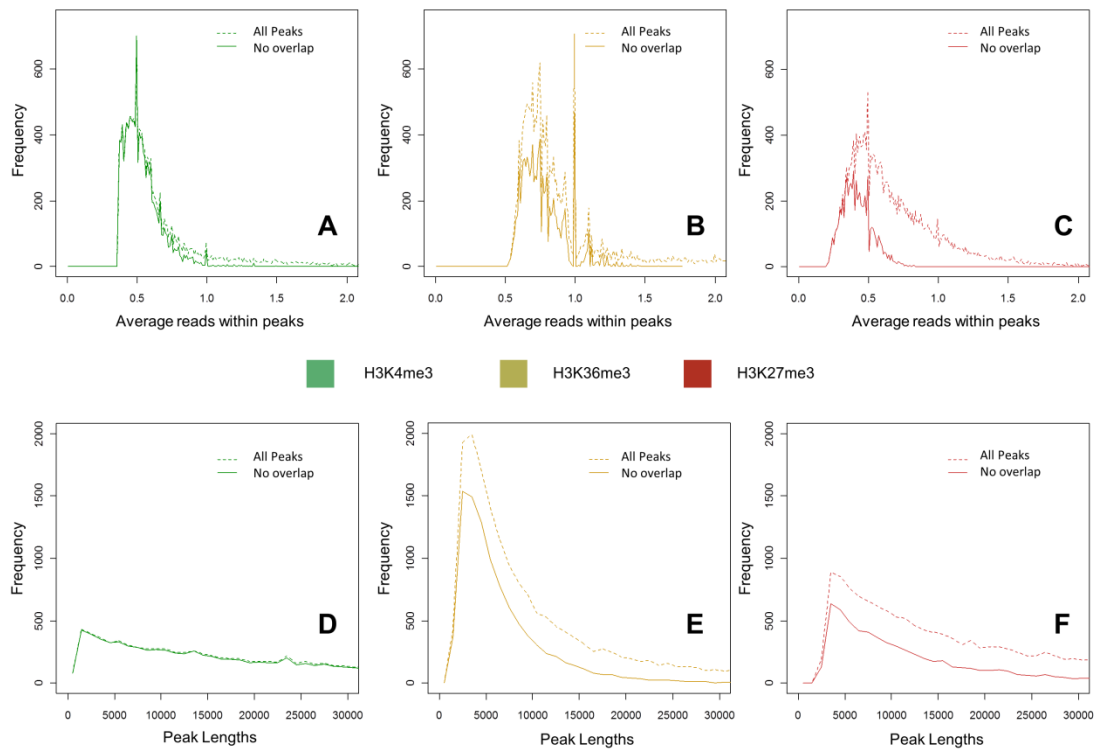 All Peaks
No overlap
A
Frequency
0 200 400 600
0.0 0.5 1.0 1.5 2.0
Average reads within peaks
All Peaks
No overlap
B
Frequency
0 200 400 600
0.0 0.5 1.0 1.5 2.0
Average reads within peaks
All Peaks
No overlap
C
Frequency
0 200 400 600
0.0 0.5 1.0 1.5 2.0
Average reads within peaks
H3K4me3 H3K36me3 H3K27me3
All Peaks
No overlap
D
Frequency
0 500 1000 1500 2000
0 5000 10000 15000 20000 25000 30000
Peak Lengths
All Peaks
No overlap
E
Frequency
0 500 1000 1500 2000
0 5000 10000 15000 20000 25000 30000
Peak Lengths
All Peaks
No overlap
F
Frequency
0 500 1000 1500 2000
0 5000 10000 15000 20000 25000 30000
Peak Lengths